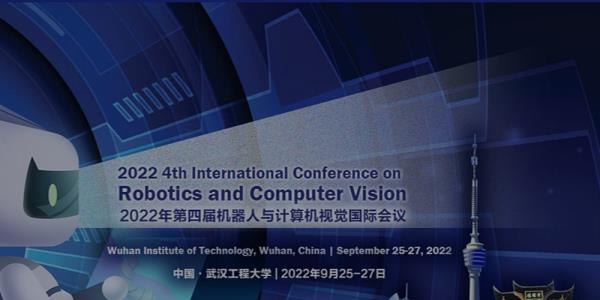 2022 4th International Conference on
Robotics and Computer Vision
2022年第四届机器人与计算机视觉国际会议
Wuhan Institute of Technology, Wuhan, China | September 25-27, 2022
中国 · 武汉工程大学 | 2022年9月25-27日